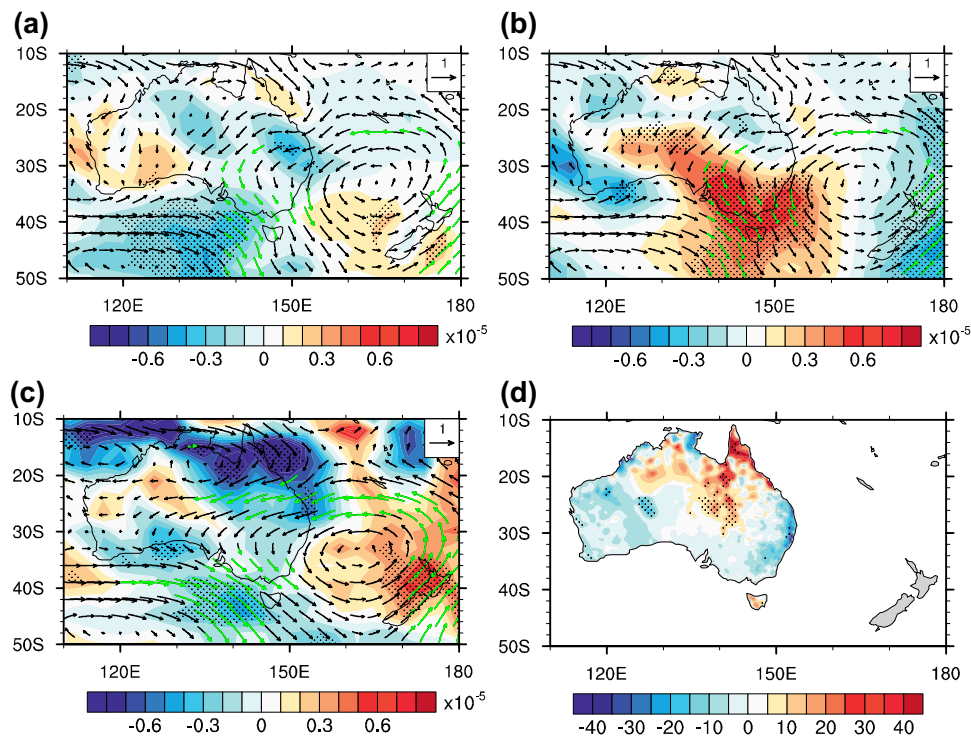 (a) (b)
10S 1 10S 1
20S 20S
30S 30S
40S 40S
50S 50S
120E 150E 180 120E 150E 180
x10-5 x10-5
-0.6 -0.3 0 0.3 0.6 -0.6 -0.3 0 0.3 0.6
(c) (d)
10S 1 10S
20S 20S
30S 30S
40S 40S
50S 50S
120E 150E 180 120E 150E 180
x10-5
-0.6 -0.3 0 0.3 0.6 -40 -30 -20 -10 0 10 20 30 40